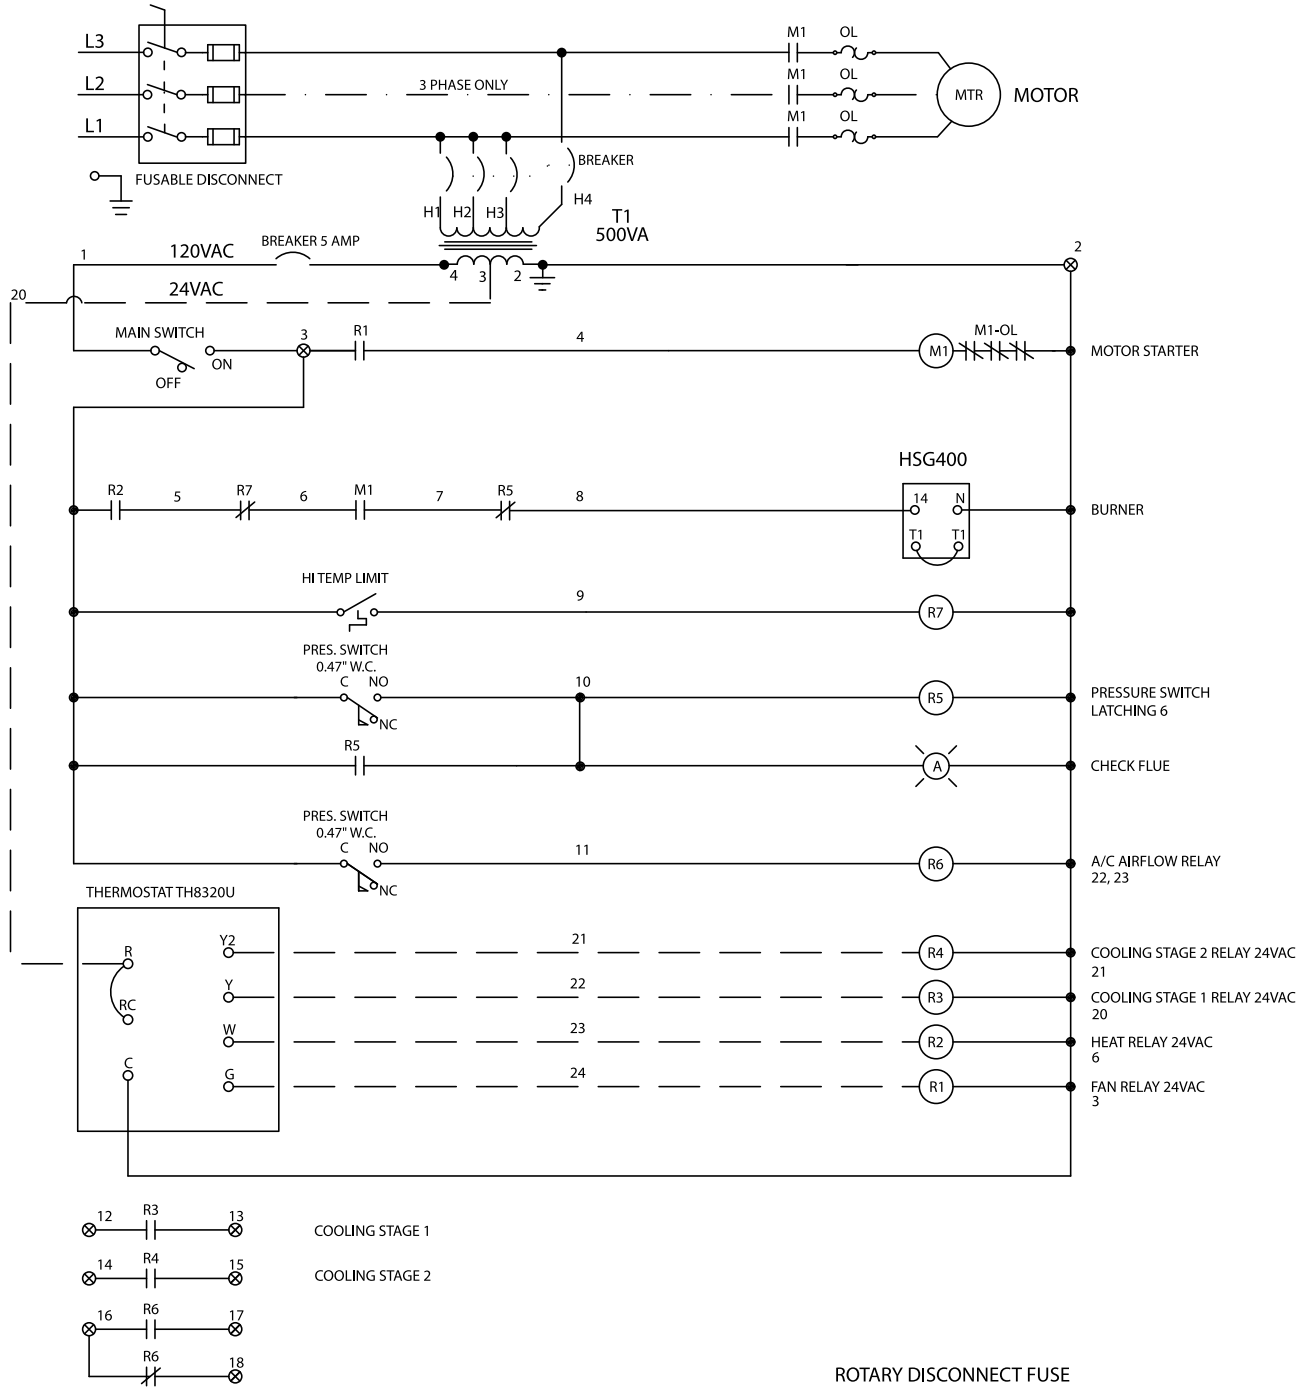 L3
M1
OL
L2
3 PHASE ONLY
M1
OL
MTR
MOTOR
L1
M1
OL
BREAKER
FUSABLE DISCONNECT
H1
H2
H3
H4
T1
500VA
1
120VAC
BREAKER 5 AMP
2
4
3
2
20
24VAC
MAIN SWITCH
3
R1
4
M1-OL
ON
OFF
M1
MOTOR STARTER
HSG400
R2
5
R7
6
M1
7
R5
8
14
N
BURNER
T1
T1
HI TEMP LIMIT
9
R7
PRES. SWITCH
0.47" W.C.
C
NO
NC
10
R5
PRESSURE SWITCH
LATCHING 6
R5
A
CHECK FLUE
PRES. SWITCH
0.47" W.C.
C
NO
NC
11
R6
A/C AIRFLOW RELAY
22, 23
THERMOSTAT TH8320U
R
Y2
21
R4
COOLING STAGE 2 RELAY 24VAC
21
RC
Y
22
R3
COOLING STAGE 1 RELAY 24VAC
20
W
23
R2
HEAT RELAY 24VAC
6
C
G
24
R1
FAN RELAY 24VAC
3
12
R3
13
COOLING STAGE 1
14
R4
15
COOLING STAGE 2
16
R6
17
R6
18
ROTARY DISCONNECT FUSE